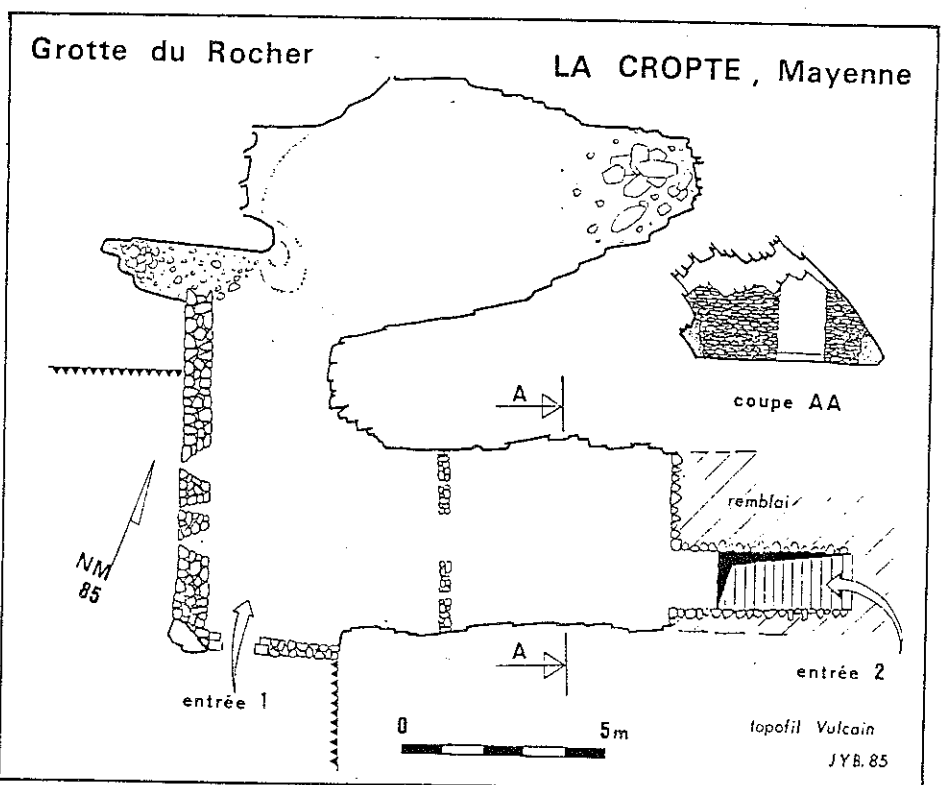 Grotte du Rocher
LA CROPTE, Mayenne
A
coupe AA
remblai
NM
85
A
entrée 1
entrée 2
0 5m
topofil Vulcain
JYB.85